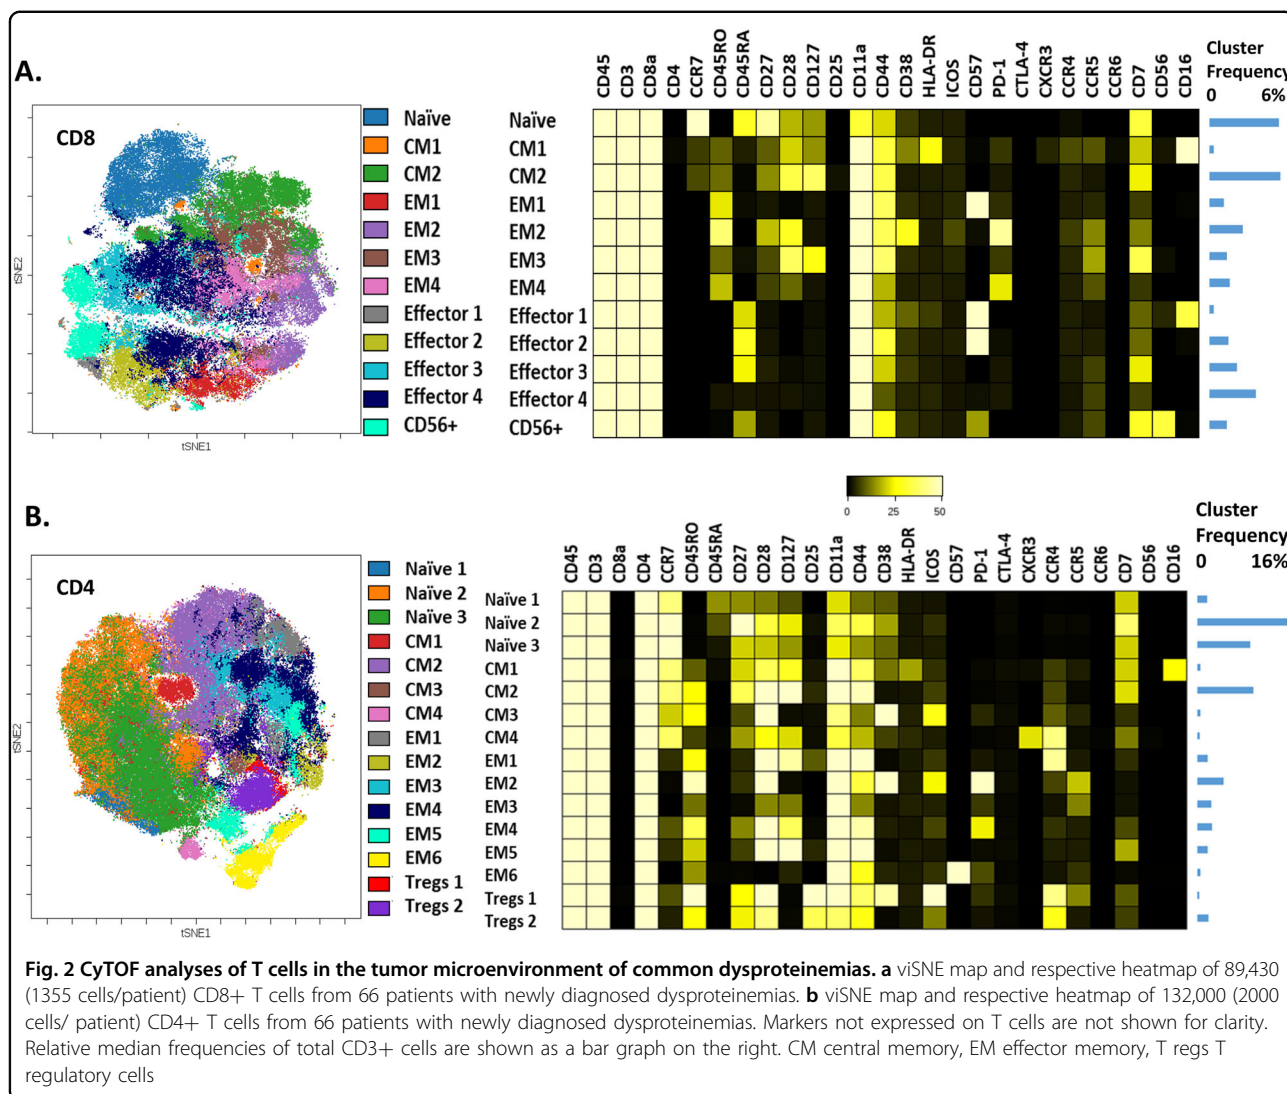 A.
CD8
tSNE2
tSNE1
Naïve
CM1
CM2
EM1
EM2
EM3
EM4
Effector 1
Effector 2
Effector 3
Effector 4
CD56+
CD45
CD3
CD8a
CD4
CCR7
CD45RO
CD45RA
CD27
CD28
CD127
CD25
CD11a
CD44
CD38
HLA-DR
ICOS
CD57
PD-1
CTLA-4
CXCR3
CCR4
CCR5
CCR6
CD7
CD56
CD16
Naïve
CM1
CM2
EM1
EM2
EM3
EM4
Effector 1
Effector 2
Effector 3
Effector 4
CD56+
Cluster
Frequency
0 6%
0 25 50
B.
CD4
tSNE2
tSNE1
Naïve 1
Naïve 2
Naïve 3
CM1
CM2
CM3
CM4
EM1
EM2
EM3
EM4
EM5
EM6
Tregs 1
Tregs 2
CD45
CD3
CD8a
CD4
CCR7
CD45RO
CD45RA
CD27
CD28
CD127
CD25
CD11a
CD44
CD38
HLA-DR
ICOS
CD57
PD-1
CTLA-4
CXCR3
CCR4
CCR5
CCR6
CD7
CD56
CD16
Naïve 1
Naïve 2
Naïve 3
CM1
CM2
CM3
CM4
EM1
EM2
EM3
EM4
EM5
EM6
Tregs 1
Tregs 2
Cluster
Frequency
0 16%
Fig. 2 CyTOF analyses of T cells in the tumor microenvironment of common dysproteinemias. a viSNE map and respective heatmap of 89,430
(1355 cells/patient) CD8+ T cells from 66 patients with newly diagnosed dysproteinemias. b viSNE map and respective heatmap of 132,000 (2000
cells/ patient) CD4+ T cells from 66 patients with newly diagnosed dysproteinemias. Markers not expressed on T cells are not shown for clarity.
Relative median frequencies of total CD3+ cells are shown as a bar graph on the right. CM central memory, EM effector memory, T regs T
regulatory cells